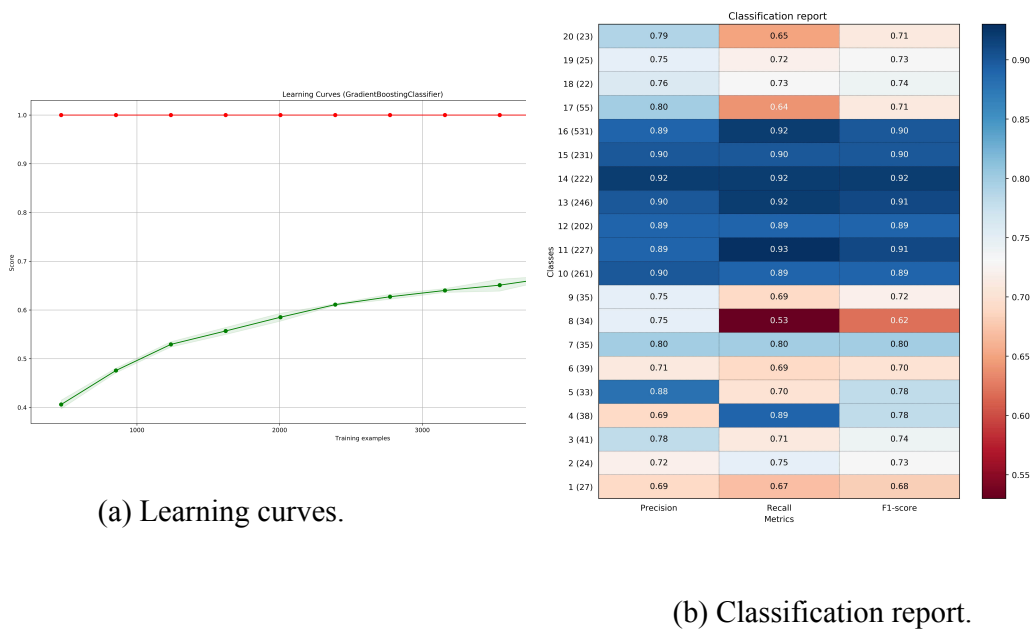 Learning Curves (GradientBoostingClassifier)
1.0
0.9
0.8
0.7
0.6
0.5
0.4
Score
1000
2000
3000
Training examples
(a) Learning curves.
Classification report
20 (23) 0.79 0.65 0.71
19 (25) 0.75 0.72 0.73
18 (22) 0.76 0.73 0.74
17 (55) 0.80 0.64 0.71
16 (531) 0.89 0.92 0.90
15 (231) 0.90 0.90 0.90
14 (222) 0.92 0.92 0.92
13 (246) 0.90 0.92 0.91
12 (202) 0.89 0.89 0.89
11 (227) 0.89 0.93 0.91
10 (261) 0.90 0.89 0.89
9 (35) 0.75 0.69 0.72
8 (34) 0.75 0.53 0.62
7 (35) 0.80 0.80 0.80
6 (39) 0.71 0.69 0.70
5 (33) 0.88 0.70 0.78
4 (38) 0.69 0.89 0.78
3 (41) 0.78 0.71 0.74
2 (24) 0.72 0.75 0.73
1 (27) 0.69 0.67 0.68
Classes
Precision Recall F1-score
Metrics
0.90
0.85
0.80
0.75
0.70
0.65
0.60
0.55
(b) Classification report.